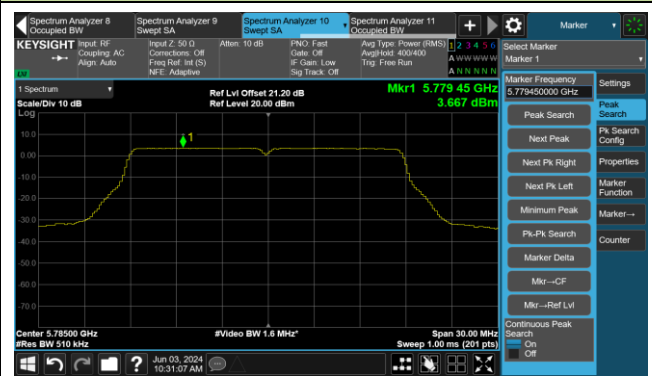 Spectrum Analyzer 8
Occupied BW
Spectrum Analyzer 9
Swept SA
Spectrum Analyzer 10
Swept SA
Spectrum Analyzer 11
Occupied BW
Marker
KEYSIGHT
Input: RF
Coupling: AC
Align: Auto
Input Z: 50 Ω
Corrections: Off
Freq Ref: Int (S)
NFE: Adaptive
Atten: 10 dB
PNO: Fast
Gate: Off
IF Gain: Low
Sig Track: Off
Avg Type: Power (RMS)
Avg|Hold: 400/400
Trig: Free Run
1 2 3 4 5 6
A W W W W W
A N N N N N
LXI
Select Marker
Marker 1
1 Spectrum
Scale/Div 10 dB
Log
Ref Lvl Offset 21.20 dB
Ref Level 20.00 dBm
Mkr1 5.779 45 GHz
3.667 dBm
10.0
0.00
-10.0
-20.0
-30.0
-40.0
-50.0
-60.0
-70.0
1
Center 5.78500 GHz
#Res BW 510 kHz
#Video BW 1.6 MHz*
Span 30.00 MHz
Sweep 1.00 ms (201 pts)
Marker Frequency
5.779450000 GHz
Peak Search
Next Peak
Next Pk Right
Next Pk Left
Minimum Peak
Pk-Pk Search
Marker Delta
Mkr→CF
Mkr→Ref Lvl
Continuous Peak
Search
On
Off
Settings
Peak
Search
Pk Search
Config
Properties
Marker
Function
Marker→
Counter
Jun 03, 2024
10:31:07 AM